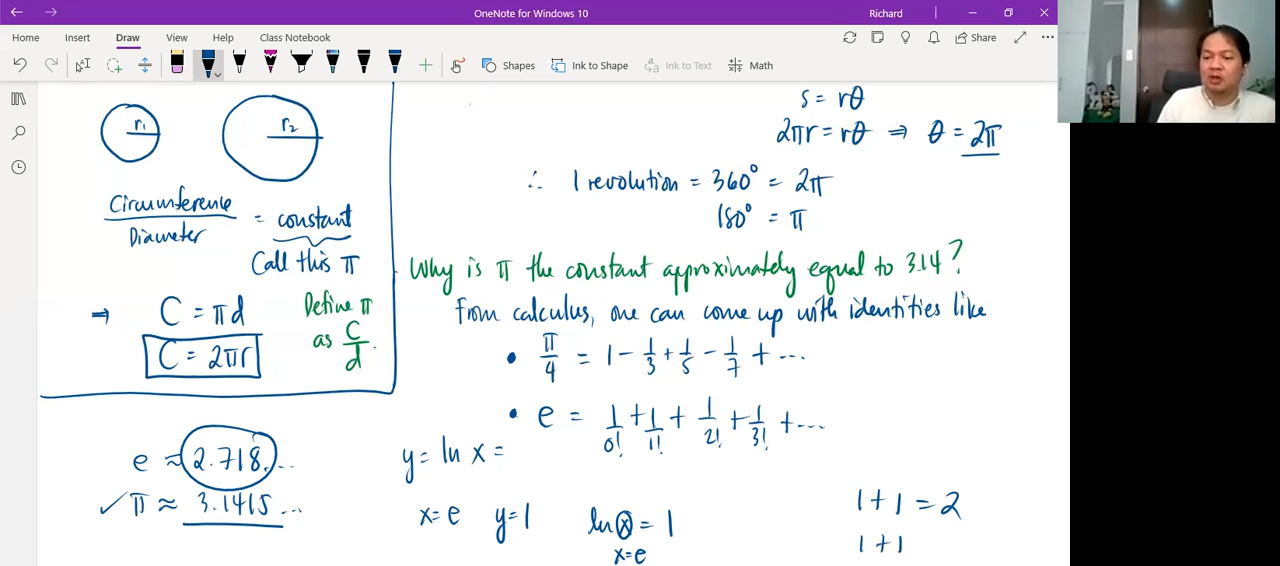 OneNote for Windows 10
Richard
Home Insert Draw View Help Class Notebook
Share
Shapes Ink to Shape Ink to Text Math
r₁ r₂
Circumference / Diameter = constant
Call this π
⇒ C = πd
C = 2πr
Define π
as C/d.
e ≈ 2.718...
✓ π ≈ 3.1415...
s = rθ
2πr = rθ ⇒ θ = 2π
∴ 1 revolution = 360° = 2π
180° = π
Why is π the constant approximately equal to 3.14?
From calculus, one can come up with identities like
• π/4 = 1 - 1/3 + 1/5 - 1/7 + ...
• e = 1/0! + 1/1! + 1/2! + 1/3! + ...
y = ln x =
x = e y = 1 ln x = 1
x = e
1 + 1 = 2
1 + 1